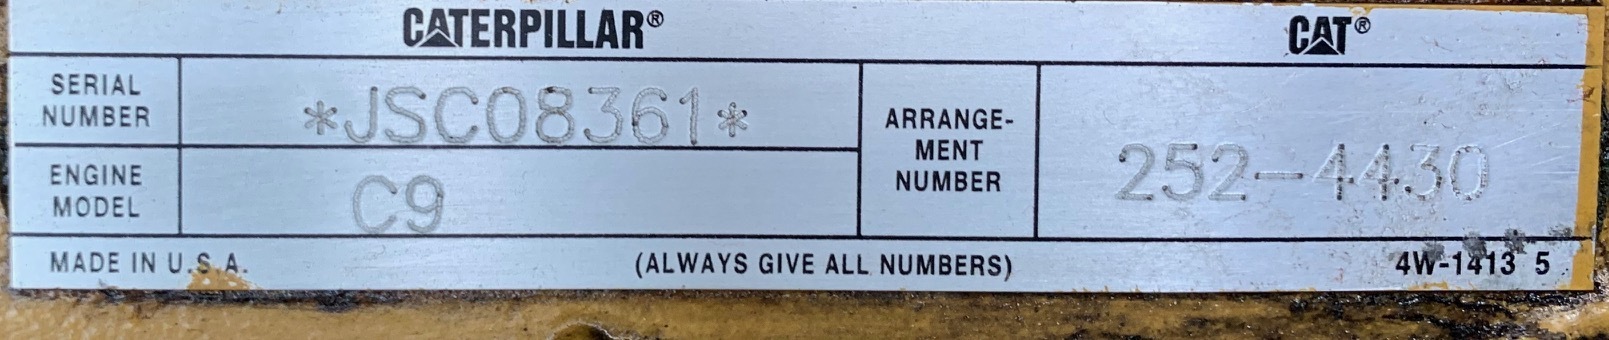 CATERPILLAR® CAT®
SERIAL NUMBER *JSC08361*
ENGINE MODEL C9
ARRANGE-
MENT
NUMBER
252-4430
MADE IN U.S.A. (ALWAYS GIVE ALL NUMBERS) 4W-1413 5